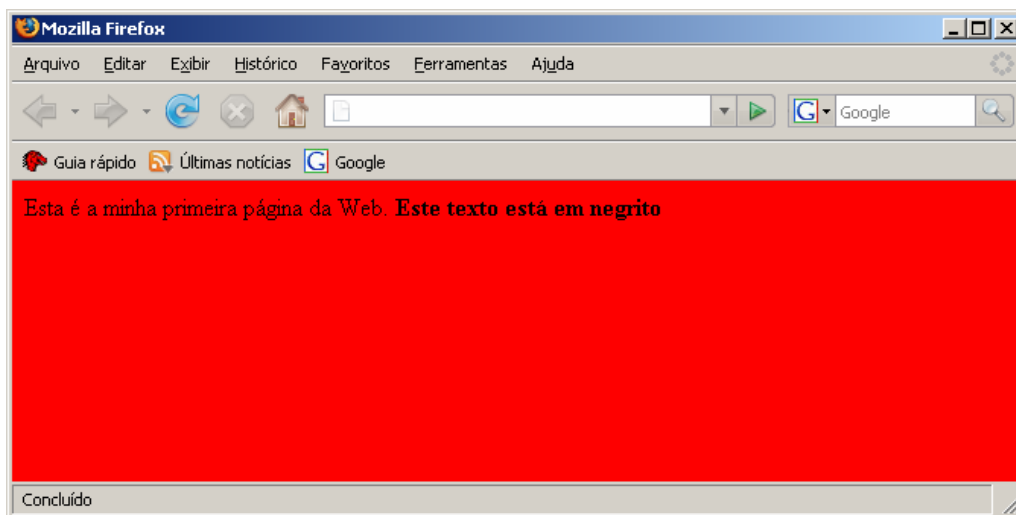 Mozilla Firefox
Arquivo Editar Exibir Histórico Favoritos Ferramentas Ajuda
G Google
Guia rápido Últimas notícias G Google
Esta é a minha primeira página da Web. Este texto está em negrito
Concluído